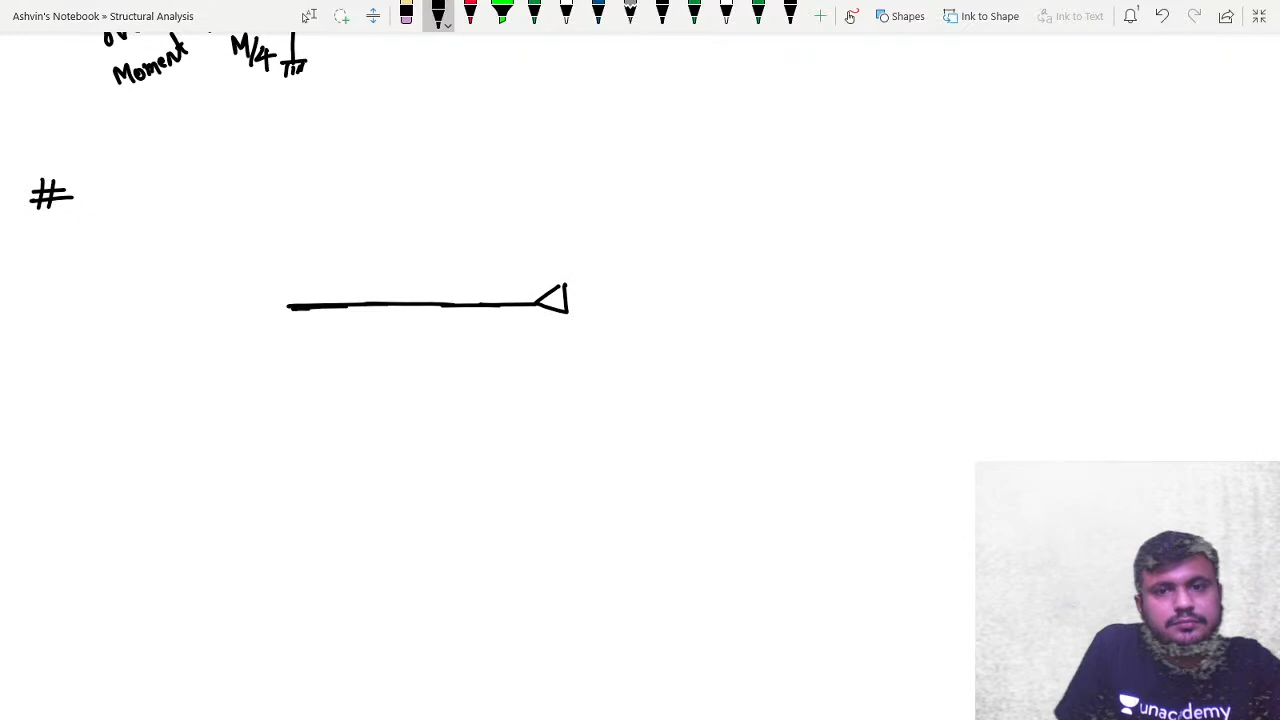 Ashvin's Notebook » Structural Analysis
Shapes
Ink to Shape
Ink to Text
Moment
M/4
#
unacademy